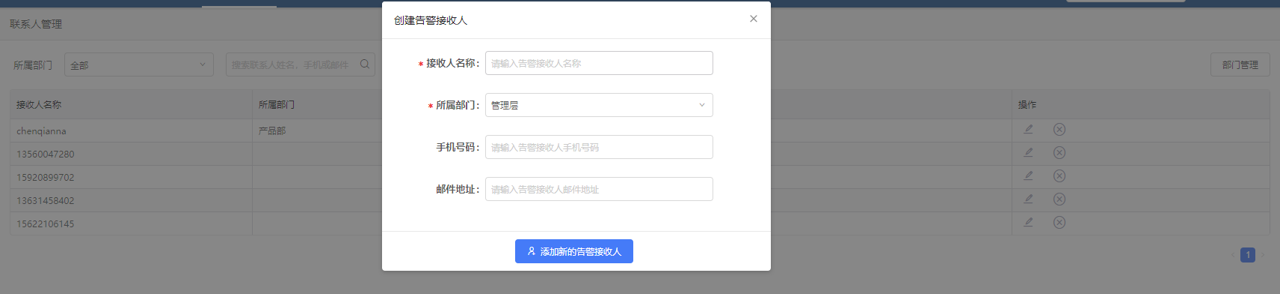 联系人管理
创建告警接收人
所属部门
全部
搜索联系人姓名、手机或邮件
部门管理
* 接收人名称:
请输入告警接收人名称
* 所属部门:
管理层
手机号码:
请输入告警接收人手机号码
邮件地址:
请输入告警接收人邮件地址
添加新的告警接收人
接收人名称
所属部门
操作
chenqianna
产品部
13560047280
15920899702
13631458402
15622106145
1